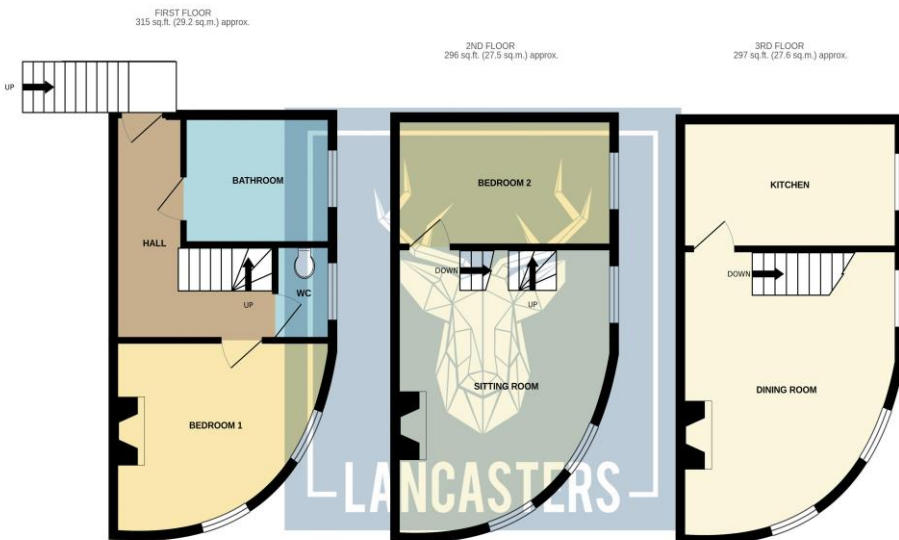 FIRST FLOOR
315 sq.ft. (29.2 sq.m.) approx.
2ND FLOOR
296 sq.ft. (27.5 sq.m.) approx.
3RD FLOOR
297 sq.ft. (27.6 sq.m.) approx.
UP
BATHROOM
HALL
WC
UP
BEDROOM 1
BEDROOM 2
DOWN
UP
SITTING ROOM
KITCHEN
DOWN
DINING ROOM
LANCASTERS